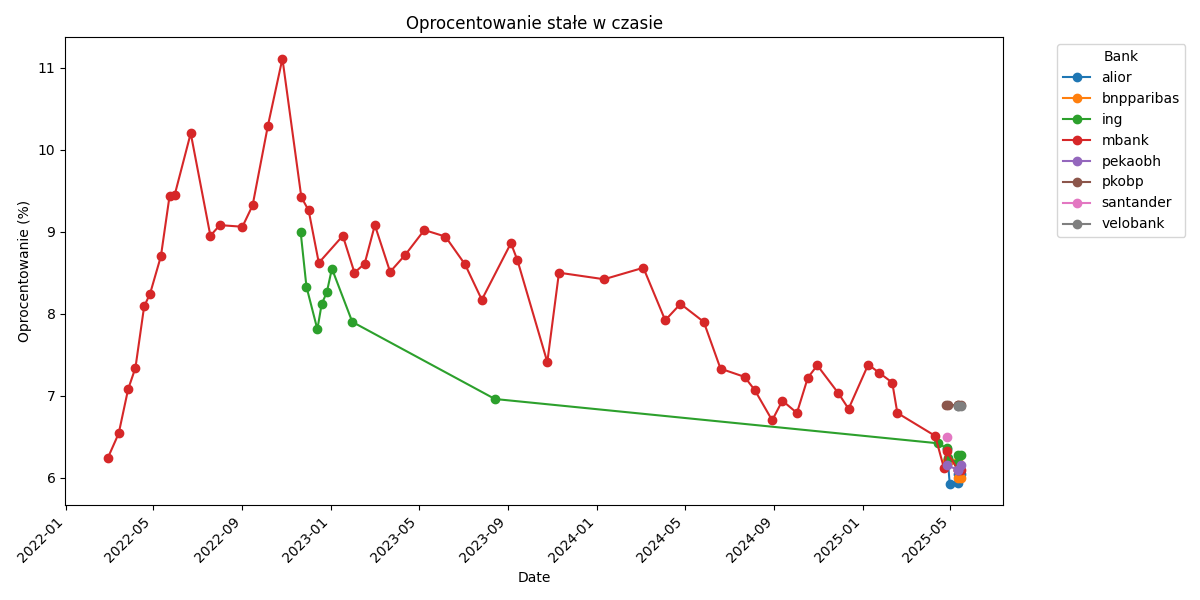 Oprocentowanie stałe w czasie
Oprocentowanie (%)
11
10
9
8
7
6
2022-01
2022-05
2022-09
2023-01
2023-05
2023-09
2024-01
2024-05
2024-09
2025-01
2025-05
Date
Bank
alior
bnpparibas
ing
mbank
pekaobh
pkobp
santander
velobank